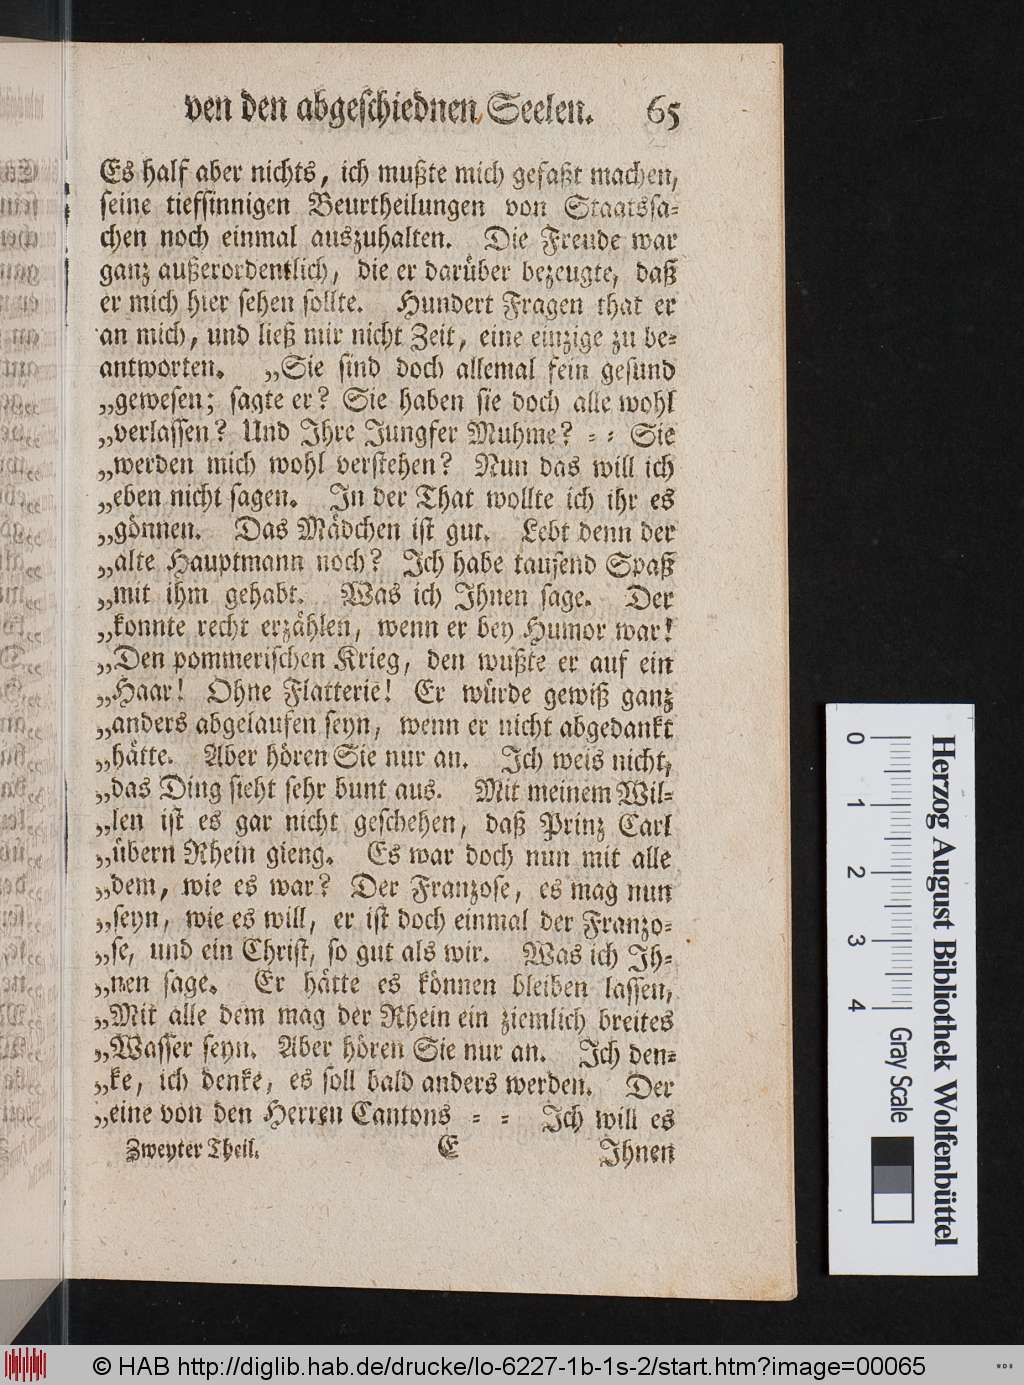 ven den abgeschiednen Seelen. 65
Es half aber nichts, ich mußte mich gefaßt machen,
seine tiefsinnigen Beurtheilungen von Staatssa-
chen noch einmal auszuhalten. Die Freude war
ganz außerordentlich, die er darüber bezeugte, daß
er mich hier sehen sollte. Hundert Fragen that er
an mich, und ließ mir nicht Zeit, eine einzige zu be-
antworten. „Sie sind doch allemal fein gesund
„gewesen; sagte er? Sie haben sie doch alle wohl
„verlassen? Und Ihre Jungfer Muhme? = = Sie
„werden mich wohl verstehen? Nun das will ich
„eben nicht sagen. In der That wollte ich ihr es
„gönnen. Das Mädchen ist gut. Lebt denn der
„alte Hauptmann noch? Ich habe tausend Spaß
„mit ihm gehabt. Was ich Ihnen sage. Der
„konnte recht erzählen, wenn er bey Humor war!
„Den pommerischen Krieg, den wußte er auf ein
„Haar! Ohne Flatterie! Er würde gewiß ganz
„anders abgelaufen seyn, wenn er nicht abgedankt
„hätte. Aber hören Sie nur an. Ich weis nicht,
„das Ding sieht sehr bunt aus. Mit meinem Wil-
„len ist es gar nicht geschehen, daß Prinz Carl
„übern Rhein gieng. Es war doch nun mit alle
„dem, wie es war? Der Franzose, es mag nun
„seyn, wie es will, er ist doch einmal der Franzo-
„se, und ein Christ, so gut als wir. Was ich Ih-
„nen sage. Er hätte es können bleiben lassen,
„Mit alle dem mag der Rhein ein ziemlich breites
„Wasser seyn. Aber hören Sie nur an. Ich den-
„ke, ich denke, es soll bald anders werden. Der
„eine von den Herren Cantons = = Ich will es
Zweyter Theil. E Ihnen
0 1 2 3 4 Gray Scale
Herzog August Bibliothek Wolfenbüttel
© HAB http://diglib.hab.de/drucke/lo-6227-1b-1s-2/start.htm?image=00065